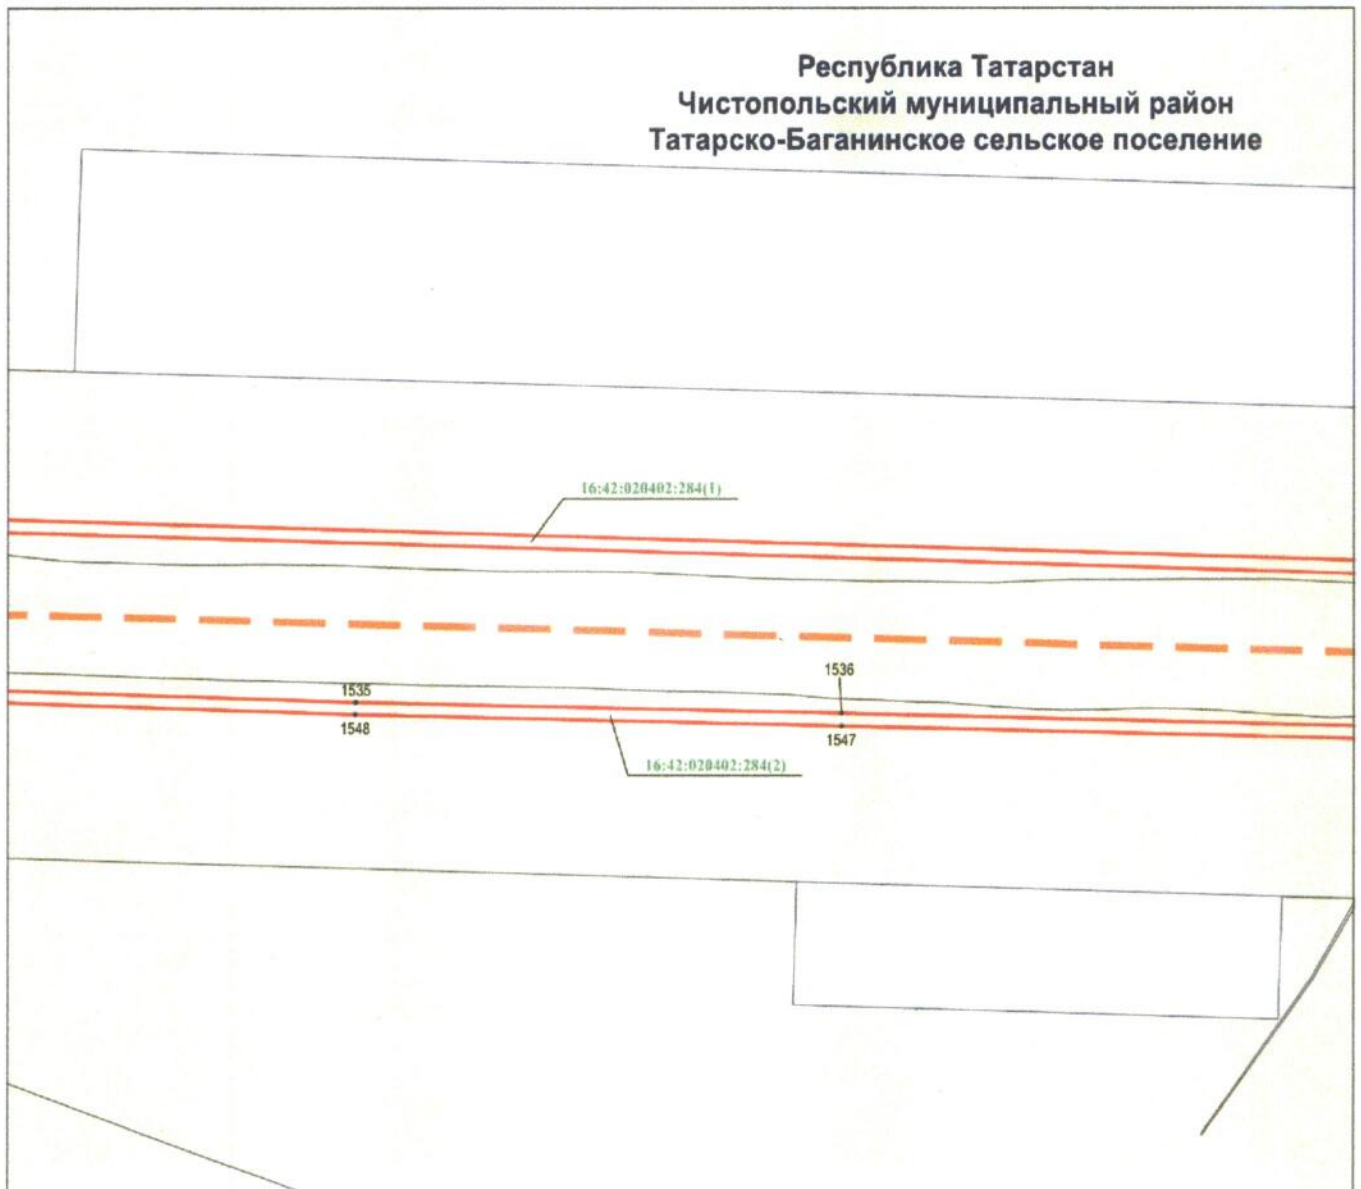 Республика Татарстан
Чистопольский муниципальный район
Татарско-Баганинское сельское поселение
16:42:020402:284(1)
1536
1535
1548
1547
16:42:020402:284(2)